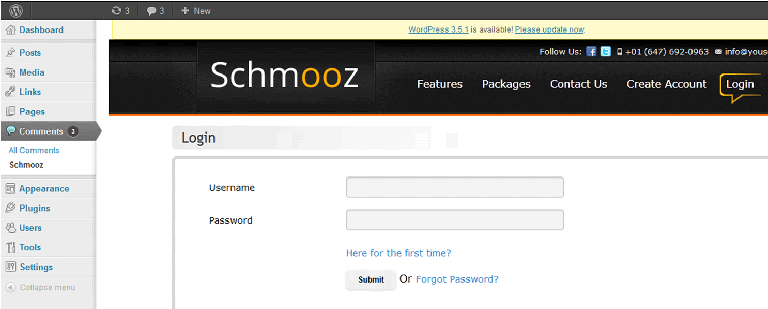 3 3 + New
WordPress 3.5.1 is available! Please update now.
Dashboard
Posts
Media
Links
Pages
Comments 3
All Comments
Schmooz
Appearance
Plugins
Users
Tools
Settings
Collapse menu
Follow Us: +01 (647) 692-0963 info@yous
Schmooz
Features Packages Contact Us Create Account Login
Login
Username
Password
Here for the first time?
Submit Or Forgot Password?